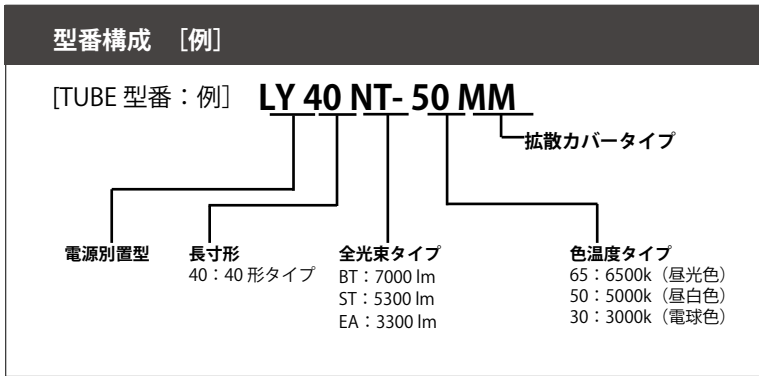 型番構成 ［例］
[TUBE 型番：例] LY 40 NT- 50 MM
拡散カバータイプ
電源別置型
長寸形
40：40 形タイプ
全光束タイプ
BT：7000 lm
ST：5300 lm
EA：3300 lm
色温度タイプ
65：6500k（昼光色）
50：5000k（昼白色）
30：3000k（電球色）